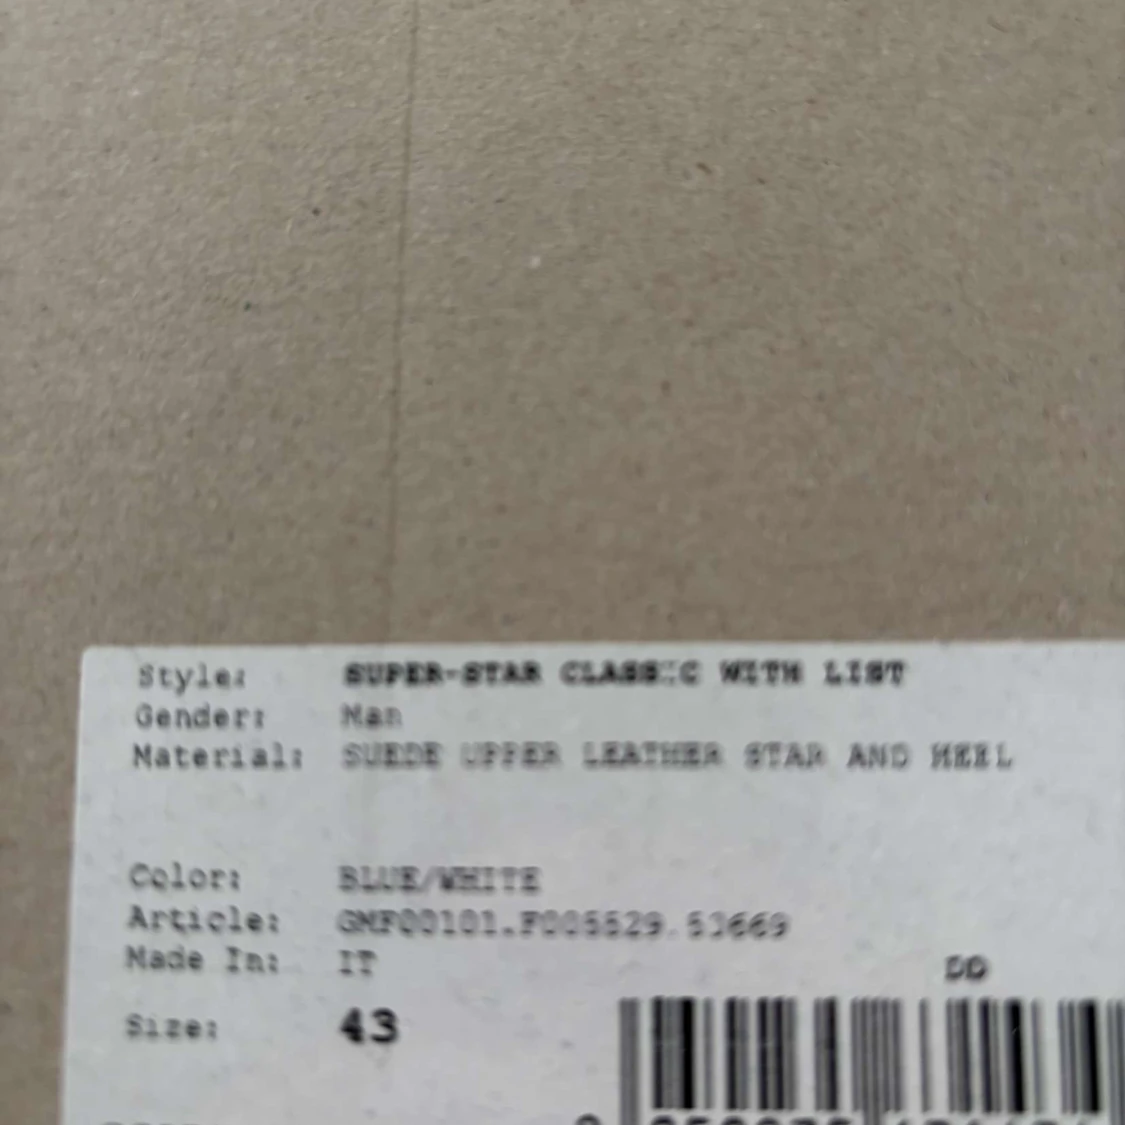 Style: SUPER-STAR CLASSIC WITH LIST
Gender: Man
Material: SUEDE UPPER LEATHER STAR AND HEEL
Color: BLUE/WHITE
Article: GMF00101.F005529.53669
Made In: IT
DD
Size: 43